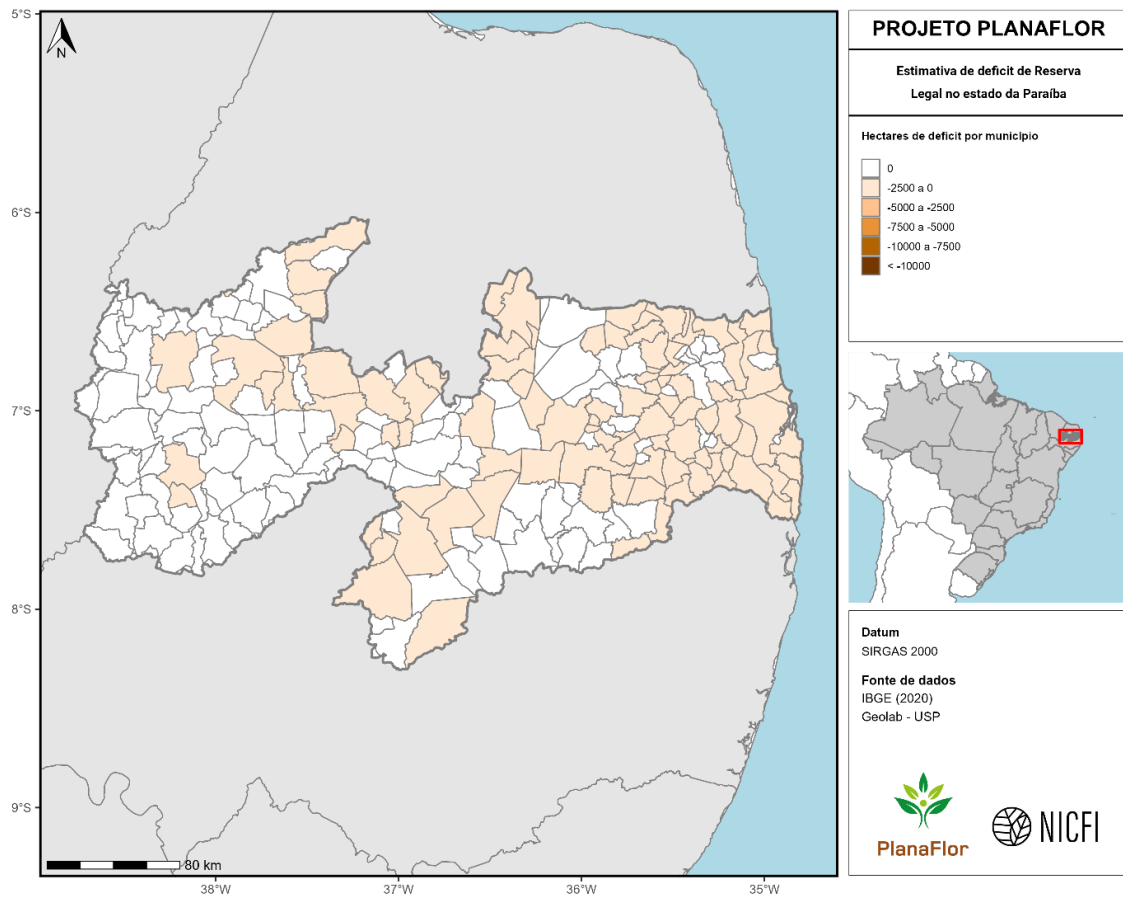 5°S
6°S
7°S
8°S
9°S
N
80 km
38°W
37°W
36°W
35°W
PROJETO PLANAFLOR
Estimativa de deficit de Reserva
Legal no estado da Paraíba
Hectares de deficit por município
0
-2500 a 0
-5000 a -2500
-7500 a -5000
-10000 a -7500
< -10000
Datum
SIRGAS 2000
Fonte de dados
IBGE (2020)
Geolab - USP
PlanaFlor
NICFI